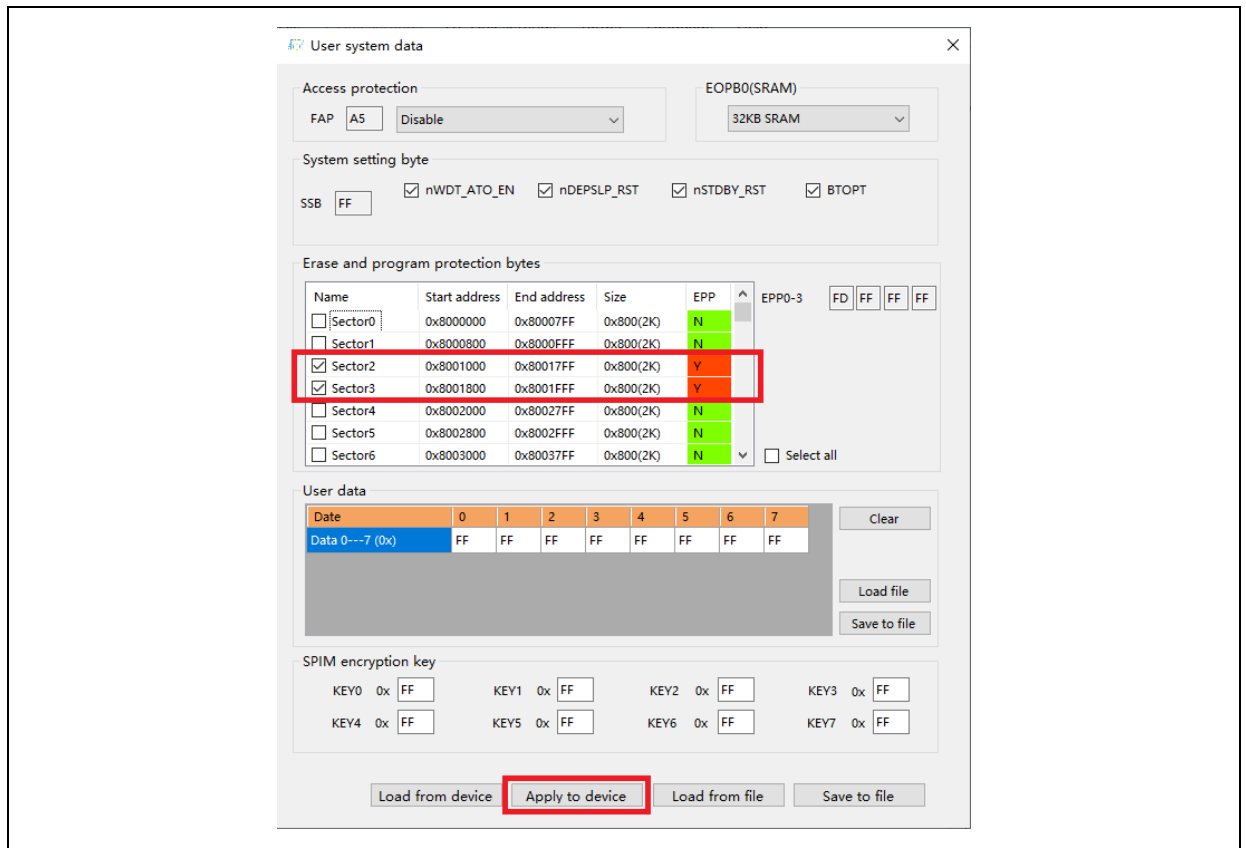 User system data
Access protection
EOPB0(SRAM)
FAP A5 Disable
32KB SRAM
System setting byte
SSB FF nWDT_ATO_EN nDEPSLP_RST nSTDBY_RST BTOPT
Erase and program protection bytes
Name Start address End address Size EPP
EPP0-3 FD FF FF FF
Sector0 0x8000000 0x80007FF 0x800(2K) N
Sector1 0x8000800 0x8000FFF 0x800(2K) N
Sector2 0x8001000 0x80017FF 0x800(2K) Y
Sector3 0x8001800 0x8001FFF 0x800(2K) Y
Sector4 0x8002000 0x80027FF 0x800(2K) N
Sector5 0x8002800 0x8002FFF 0x800(2K) N
Sector6 0x8003000 0x80037FF 0x800(2K) N
Select all
User data
Date 0 1 2 3 4 5 6 7
Data 0---7 (0x) FF FF FF FF FF FF FF FF
Clear
Load file
Save to file
SPIM encryption key
KEY0 0x FF KEY1 0x FF KEY2 0x FF KEY3 0x FF
KEY4 0x FF KEY5 0x FF KEY6 0x FF KEY7 0x FF
Load from device Apply to device Load from file Save to file